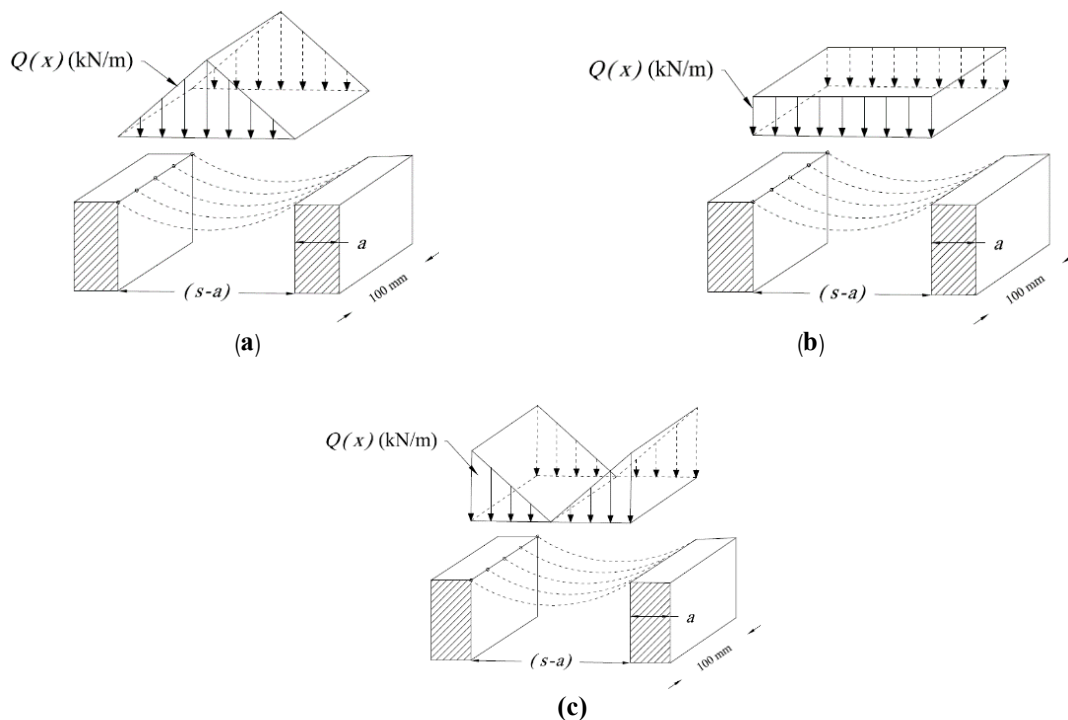 Q(x) (kN/m)
a
(s-a)
100 mm
(a)
Q(x) (kN/m)
a
(s-a)
100 mm
(b)
Q(x) (kN/m)
a
(s-a)
100 mm
(c)